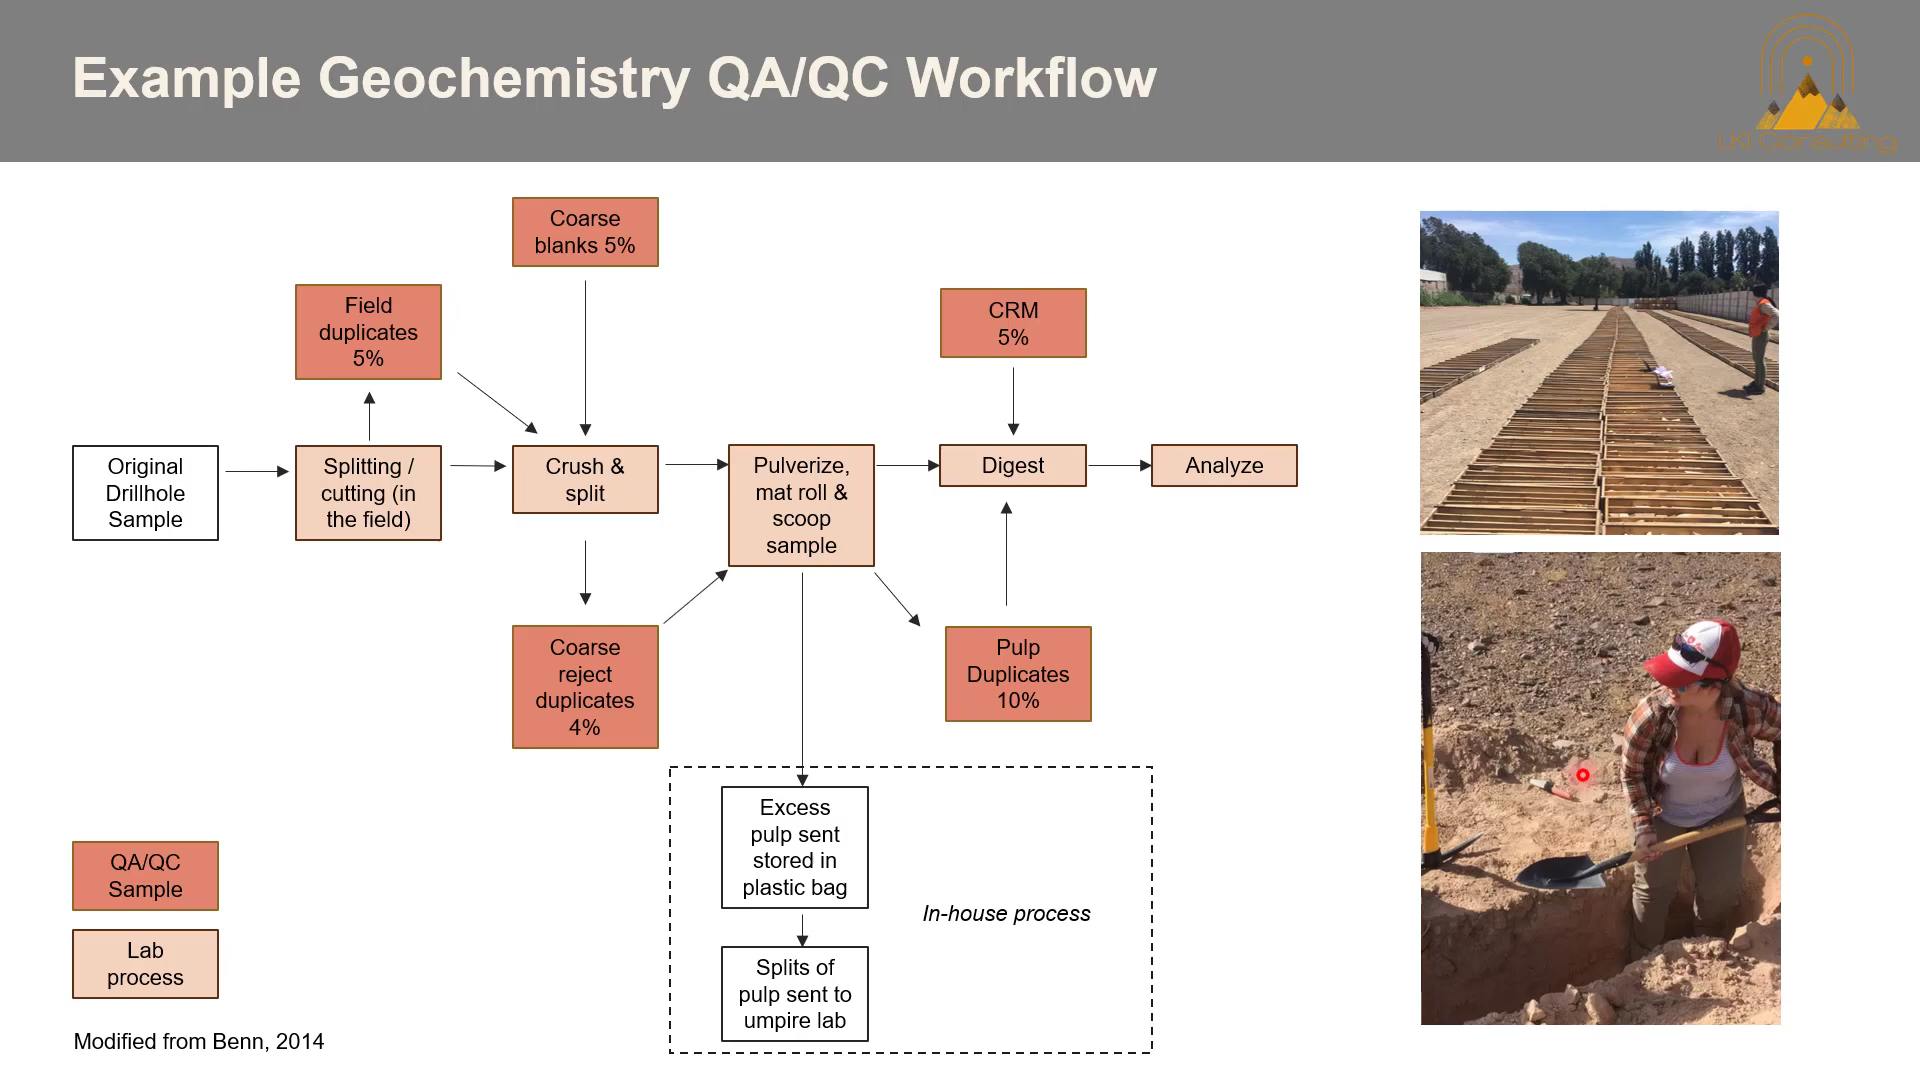 Example Geochemistry QA/QC Workflow
LKI Consulting
Coarse
blanks 5%
Field
duplicates
5%
CRM
5%
Original
Drillhole
Sample
Splitting /
cutting (in
the field)
Crush &
split
Pulverize,
mat roll &
scoop
sample
Digest
Analyze
Coarse
reject
duplicates
4%
Pulp
Duplicates
10%
Excess
pulp sent
stored in
plastic bag
In-house process
Splits of
pulp sent to
umpire lab
QA/QC
Sample
Lab
process
Modified from Benn, 2014